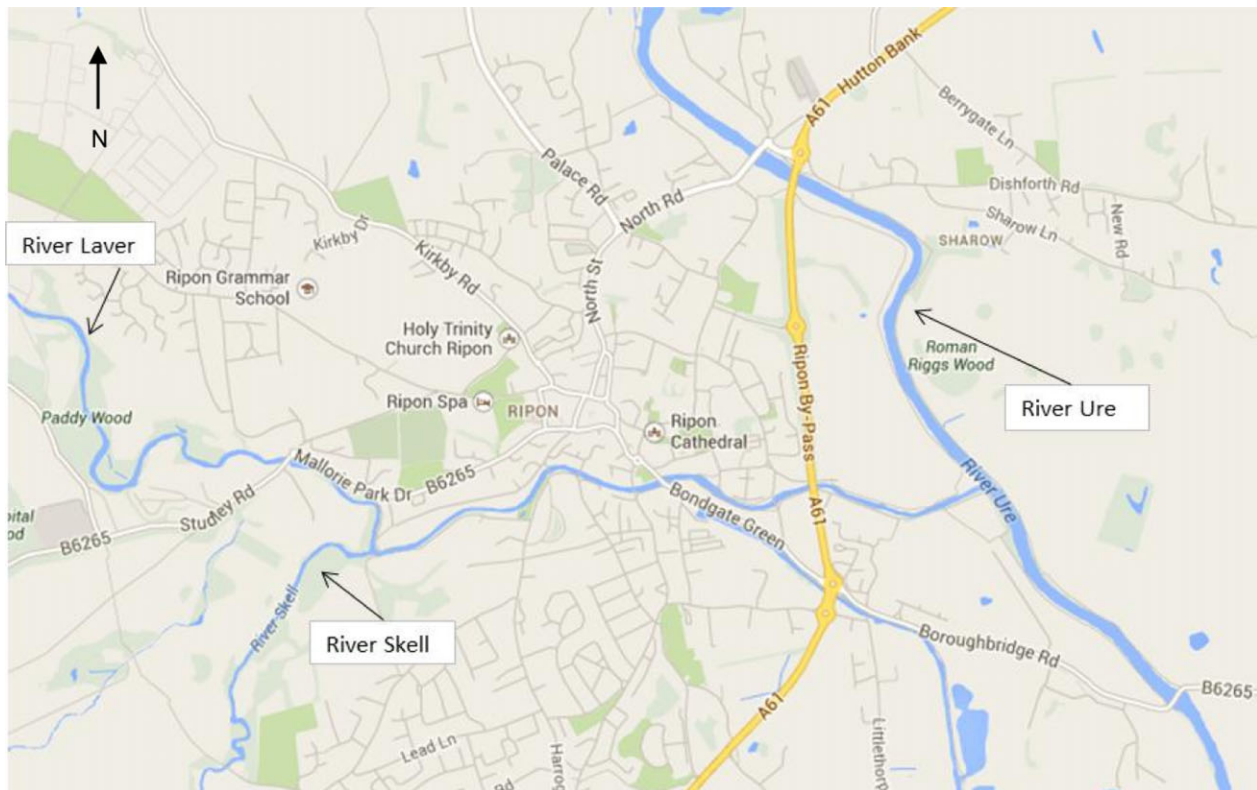 N
A61
Hutton Bank
Berrygate Ln
Palace Rd
North Rd
Dishforth Rd
Sharow Ln
New Rd
SHAROW
River Laver
Kirkby Dr
Kirkby Rd
Ripon Grammar
School
North St
Holy Trinity
Church Ripon
Ripon By-Pass
Roman
Riggs Wood
River Ure
Ripon Spa
RIPON
Ripon
Cathedral
Paddy Wood
Mallorie Park Dr
B6265
Studley Rd
B6265
Bondgate Green
A61
River Ure
River Skell
River Skell
Boroughbridge Rd
B6265
A61
Lead Ln
Rd
Harrog
Littlethorp